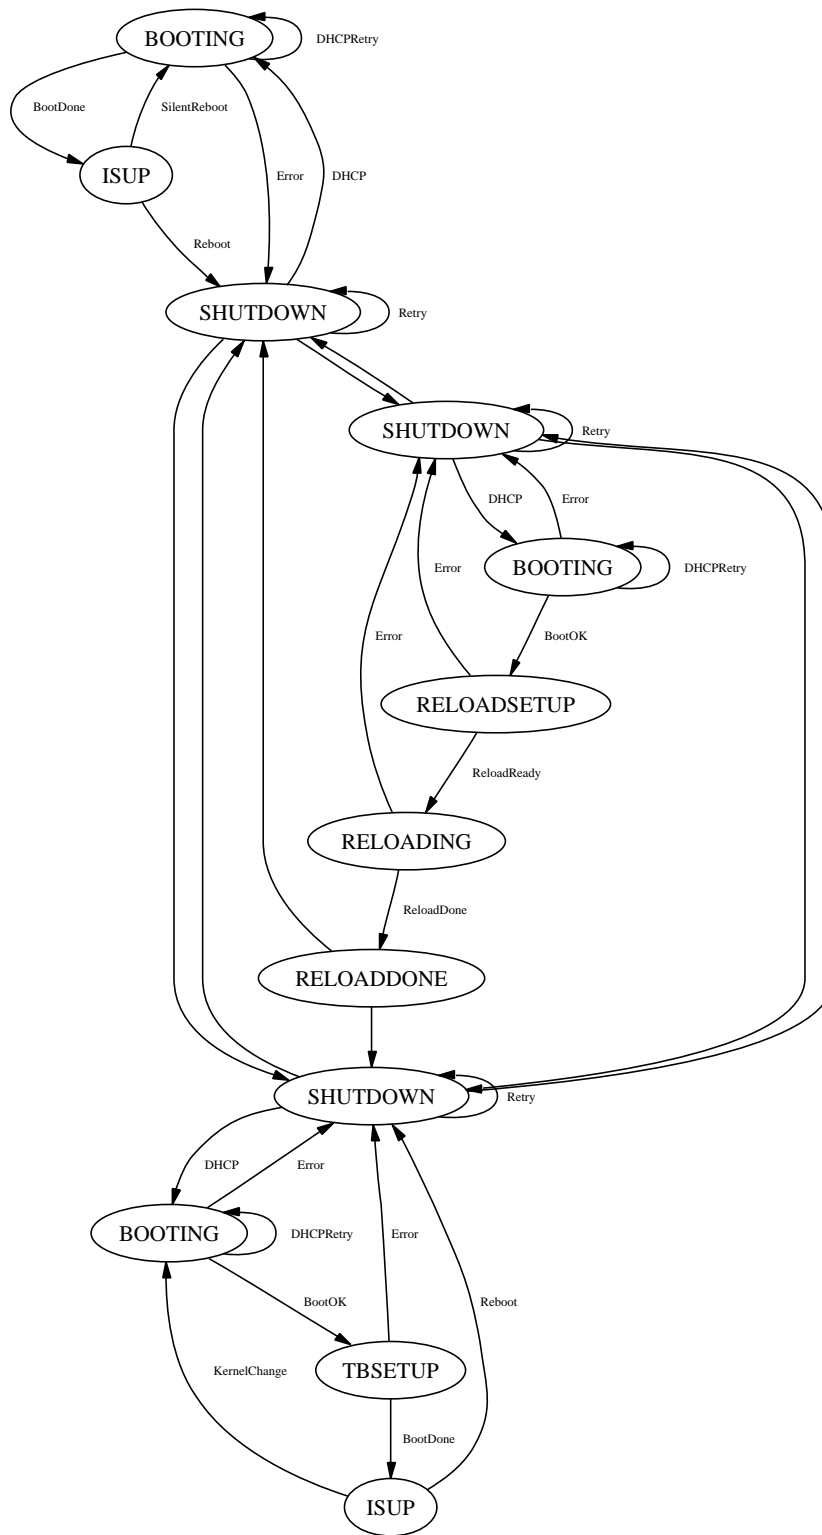 BOOTING
DHCPRetry
BootDone
SilentReboot
ISUP
Error
DHCP
Reboot
SHUTDOWN
Retry
SHUTDOWN
Retry
DHCP
Error
Error
BOOTING
DHCPRetry
Error
BootOK
RELOADSETUP
ReloadReady
RELOADING
ReloadDone
RELOADDONE
SHUTDOWN
Retry
DHCP
Error
BOOTING
DHCPRetry
Error
BootOK
Reboot
KernelChange
TBSETUP
BootDone
ISUP